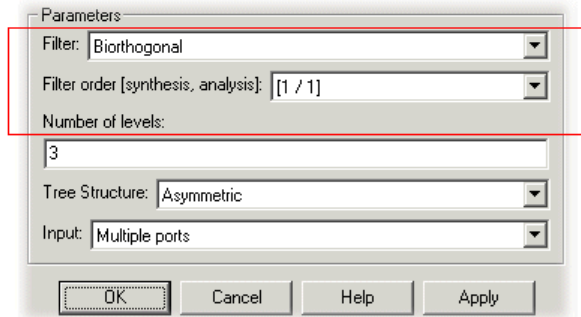 Parameters
Filter: Biorthogonal
Filter order [synthesis, analysis]: [1 / 1]
Number of levels:
3
Tree Structure: Asymmetric
Input: Multiple ports
OK Cancel Help Apply